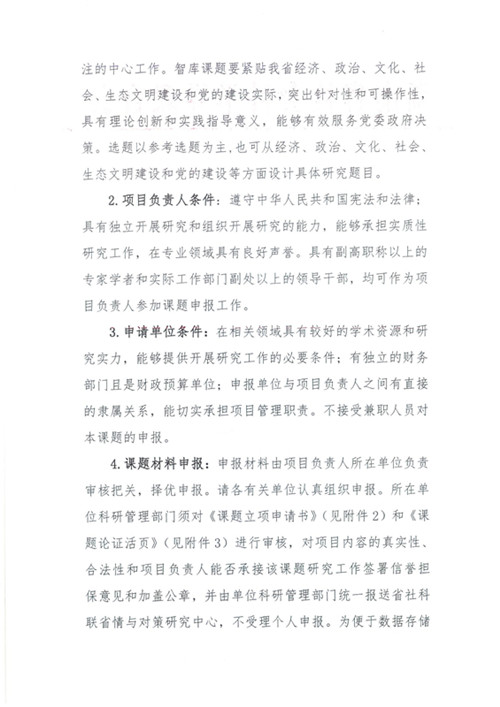 注的中心工作。智库课题要紧贴我省经济、政治、文化、社
会、生态文明建设和党的建设实际，突出针对性和可操作性，
具有理论创新和实践指导意义，能够有效服务党委政府决
策。选题以参考选题为主,也可从经济、政治、文化、社会、
生态文明建设和党的建设等方面设计具体研究题目。
2.项目负责人条件：遵守中华人民共和国宪法和法律；
具有独立开展研究和组织开展研究的能力，能够承担实质性
研究工作，在专业领域具有良好声誉。具有副高职称以上的
专家学者和实际工作部门副处以上的领导干部，均可作为项
目负责人参加课题申报工作。
3.申请单位条件：在相关领域具有较好的学术资源和研
究实力，能够提供开展研究工作的必要条件；有独立的财务
部门且是财政预算单位；申报单位与项目负责人之间有直接
的隶属关系，能切实承担项目管理职责。不接受兼职人员对
本课题的申报。
4.课题材料申报：申报材料由项目负责人所在单位负责
审核把关，择优申报。请各有关单位认真组织申报。所在单
位科研管理部门须对《课题立项申请书》（见附件2）和《课
题论证活页》（见附件3）进行审核，对项目内容的真实性、
合法性和项目负责人能否承接该课题研究工作签署信誉担
保意见和加盖公章，并由单位科研管理部门统一报送省社科
联省情与对策研究中心，不受理个人申报。为便于数据存储